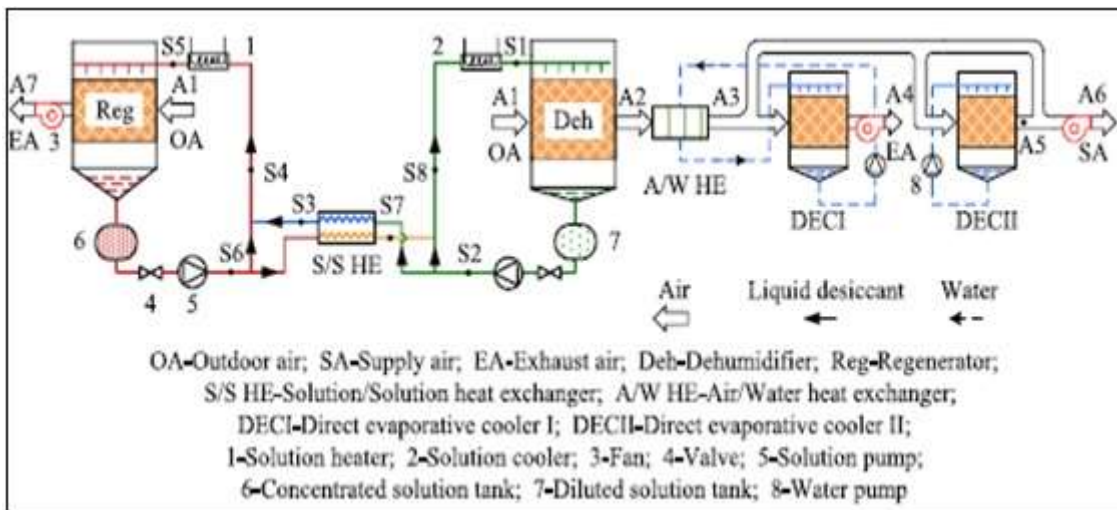 S5
1
2
S1
A7
Reg
A1
EA
3
OA
A1
OA
Deh
A2
A3
A4
EA
A5
A6
SA
S4
S8
A/W HE
8
DECI
DECII
S3
S7
6
S6
S/S HE
S2
7
4
5
Air
Liquid desiccant
Water
OA-Outdoor air; SA-Supply air; EA-Exhaust air; Deh-Dehumidifier; Reg-Regenerator;
S/S HE-Solution/Solution heat exchanger; A/W HE-Air/Water heat exchanger;
DECI-Direct evaporative cooler I; DECII-Direct evaporative cooler II;
1-Solution heater; 2-Solution cooler; 3-Fan; 4-Valve; 5-Solution pump;
6-Concentrated solution tank; 7-Diluted solution tank; 8-Water pump